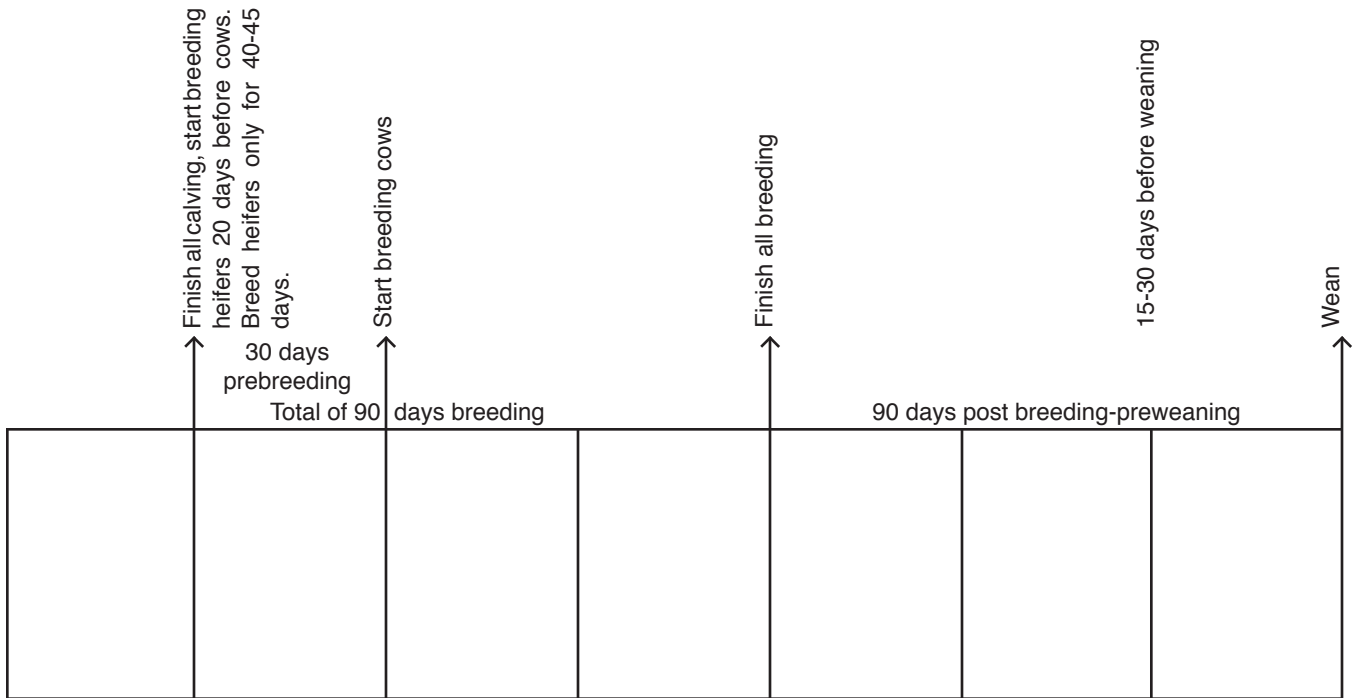 Finish all calving, start breeding
heifers 20 days before cows.
Breed heifers only for 40-45
days.
Start breeding cows
Finish all breeding
15-30 days before weaning
Wean
30 days
prebreeding
Total of 90 days breeding
90 days post breeding-preweaning